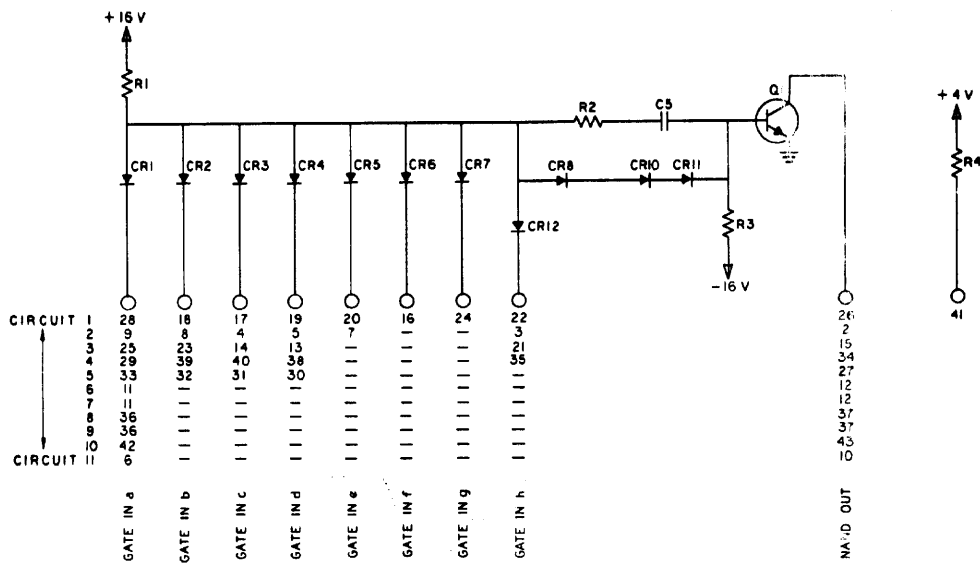 +16 V
R1
R2
C5
Q
+4 V
R4
CR1 CR2 CR3 CR4 CR5 CR6 CR7 CR8 CR10 CR11
CR12
R3
-16 V
CIRCUIT 1 28 18 17 19 20 16 24 22 26 41
2 9 8 4 5 7 - - 3 2
3 25 23 14 13 - - - 21 15
4 29 39 40 38 - - - 35 34
5 33 32 31 30 - - - - 27
6 11 - - - - - - - 12
7 11 - - - - - - - 12
8 36 - - - - - - - 37
9 36 - - - - - - - 37
10 42 - - - - - - - 43
CIRCUIT 11 6 - - - - - - - 10
GATE IN a
GATE IN b
GATE IN c
GATE IN d
GATE IN e
GATE IN f
GATE IN g
GATE IN h
NAND OUT